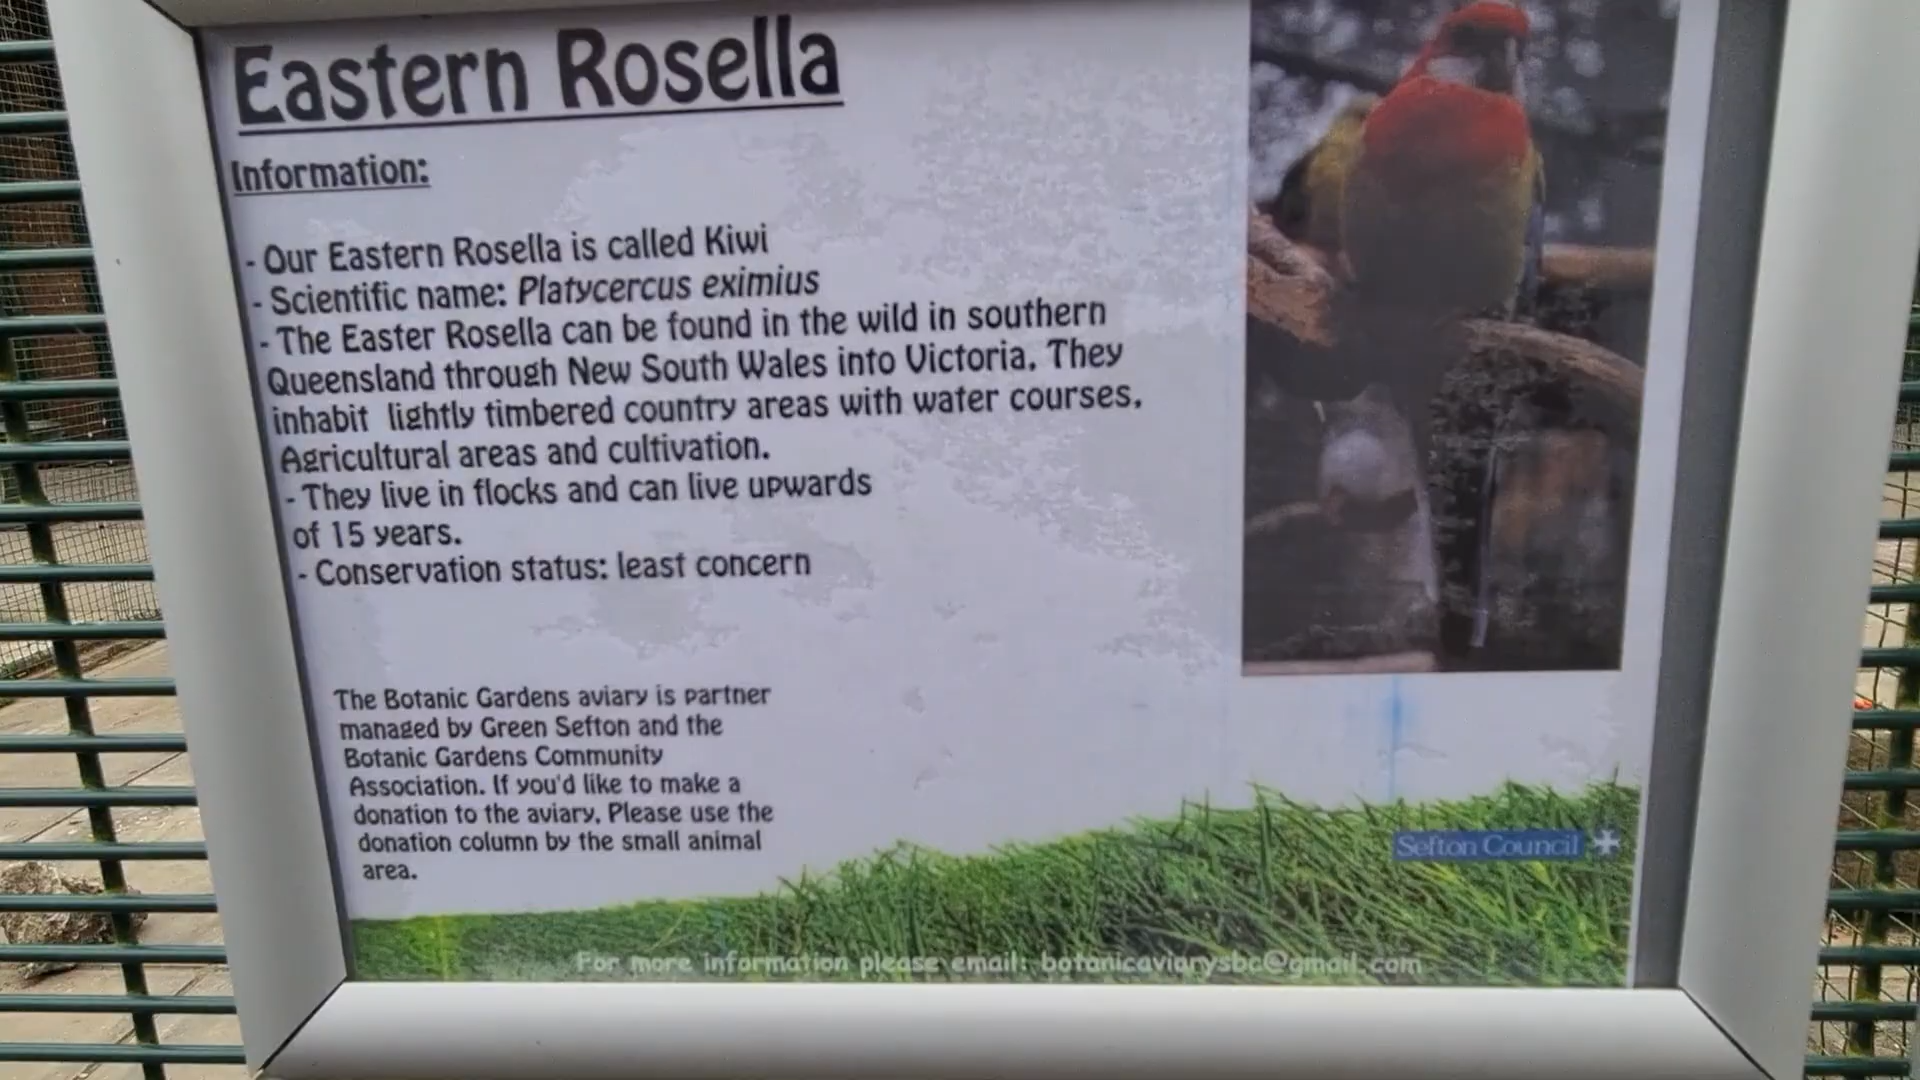 Eastern Rosella
Information:
- Our Eastern Rosella is called Kiwi
- Scientific name: Platycercus eximius
- The Easter Rosella can be found in the wild in southern
Queensland through New South Wales into Victoria. They
inhabit lightly timbered country areas with water courses.
Agricultural areas and cultivation.
- They live in flocks and can live upwards
of 15 years.
- Conservation status: least concern
The Botanic Gardens aviary is partner
managed by Green Sefton and the
Botanic Gardens Community
Association. If you'd like to make a
donation to the aviary. Please use the
donation column by the small animal
area.
Sefton Council
For more information please email: botanicaviarysbc@gmail.com